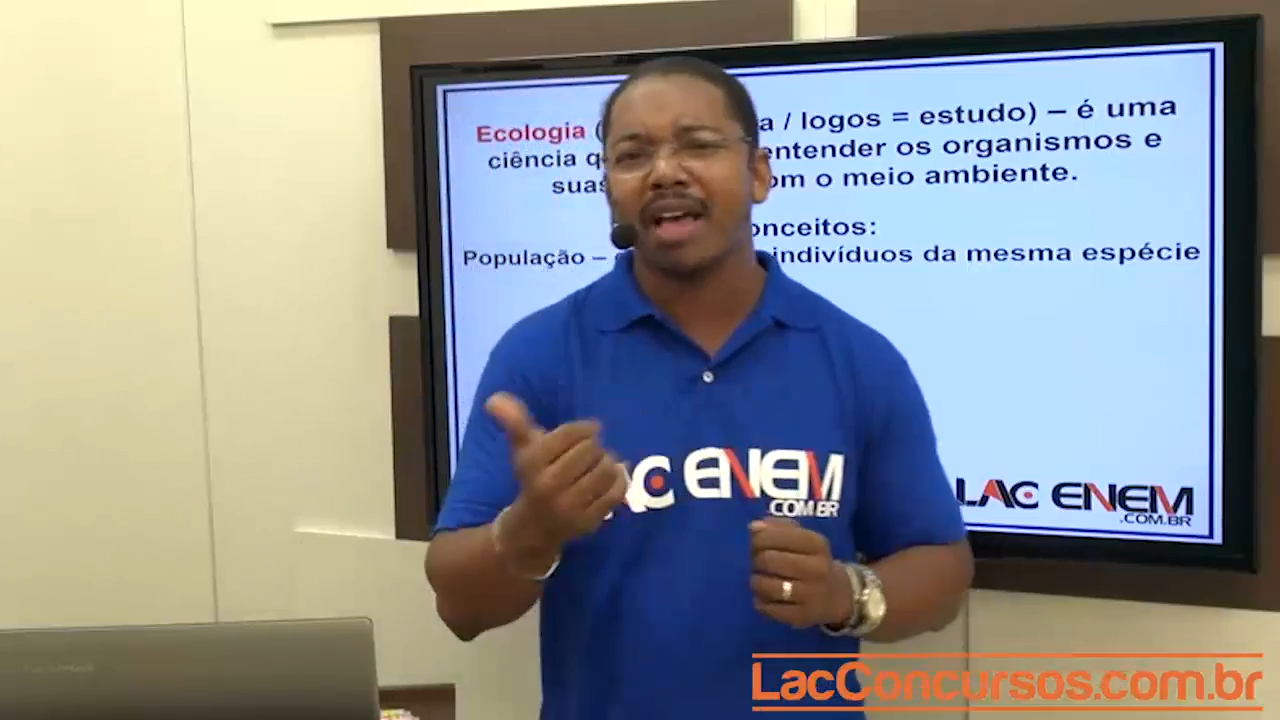 Ecologia ( a / logos = estudo) – é uma
ciência q entender os organismos e
suas om o meio ambiente.
onceitos:
População – indivíduos da mesma espécie
LAC ENEM
.COM.BR
AC ENEM
.COM.BR
LacConcursos.com.br